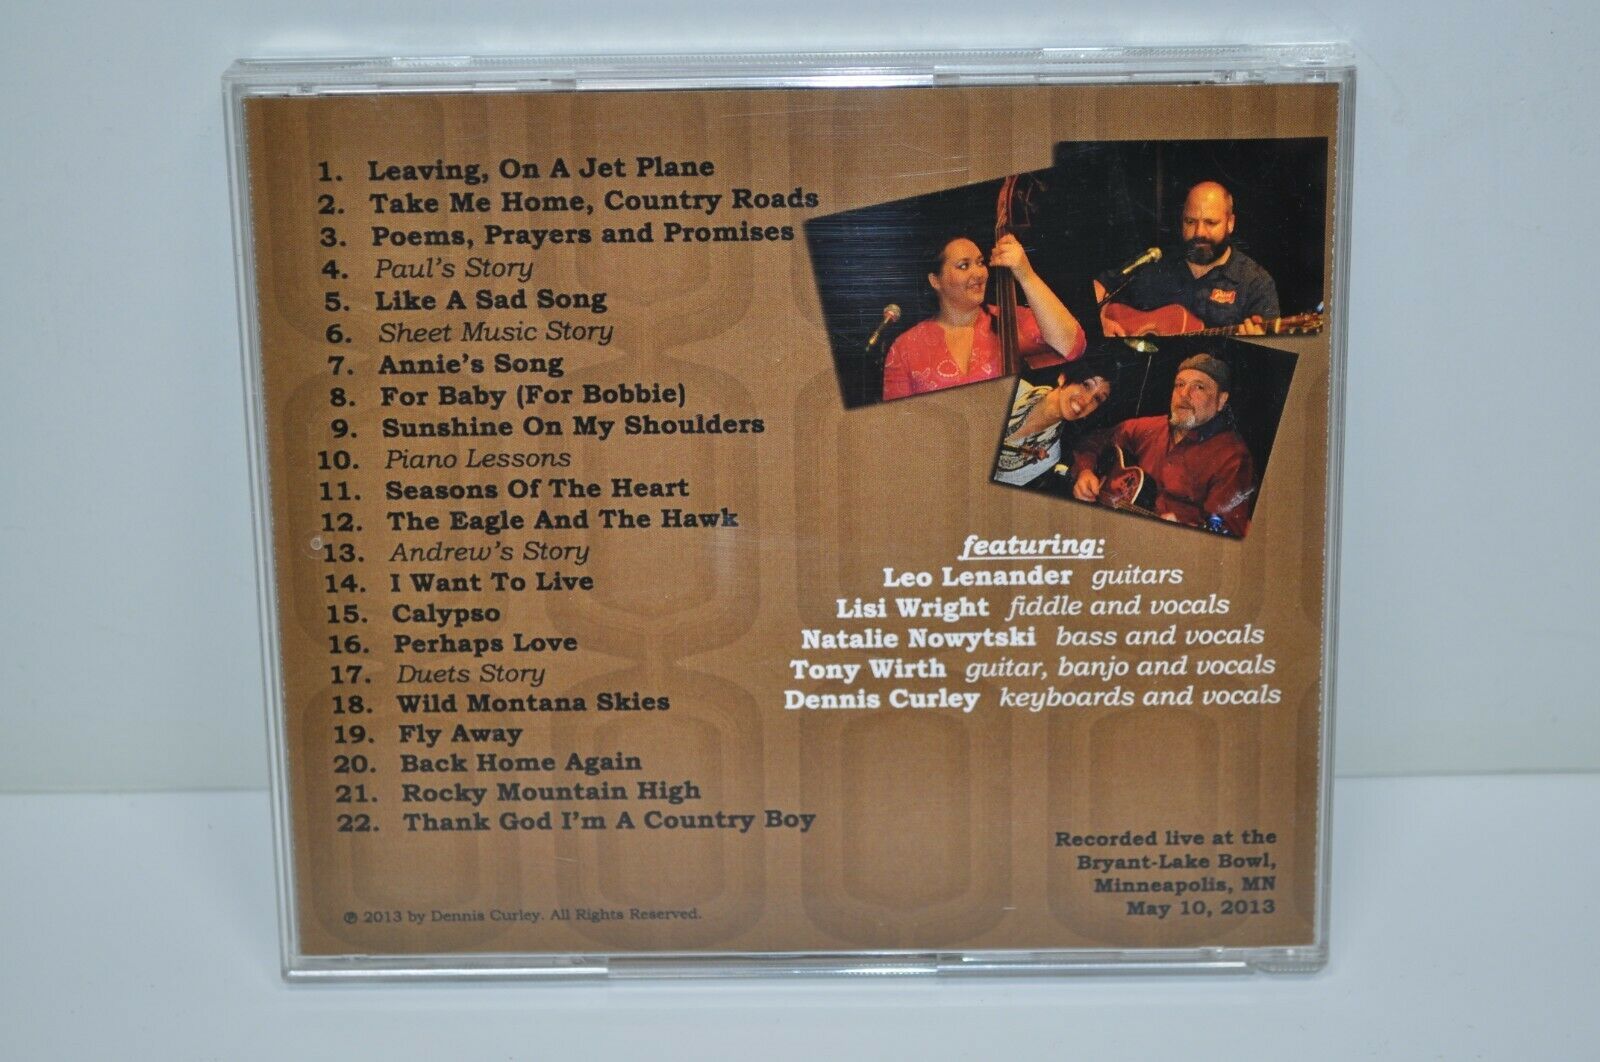 1. Leaving, On A Jet Plane
2. Take Me Home, Country Roads
3. Poems, Prayers and Promises
4. Paul's Story
5. Like A Sad Song
6. Sheet Music Story
7. Annie's Song
8. For Baby (For Bobbie)
9. Sunshine On My Shoulders
10. Piano Lessons
11. Seasons Of The Heart
12. The Eagle And The Hawk
13. Andrew's Story
14. I Want To Live
15. Calypso
16. Perhaps Love
17. Duets Story
18. Wild Montana Skies
19. Fly Away
20. Back Home Again
21. Rocky Mountain High
22. Thank God I'm A Country Boy
℗ 2013 by Dennis Curley. All Rights Reserved.
featuring:
Leo Lenander guitars
Lisi Wright fiddle and vocals
Natalie Nowytski bass and vocals
Tony Wirth guitar, banjo and vocals
Dennis Curley keyboards and vocals
Recorded live at the
Bryant-Lake Bowl,
Minneapolis, MN
May 10, 2013